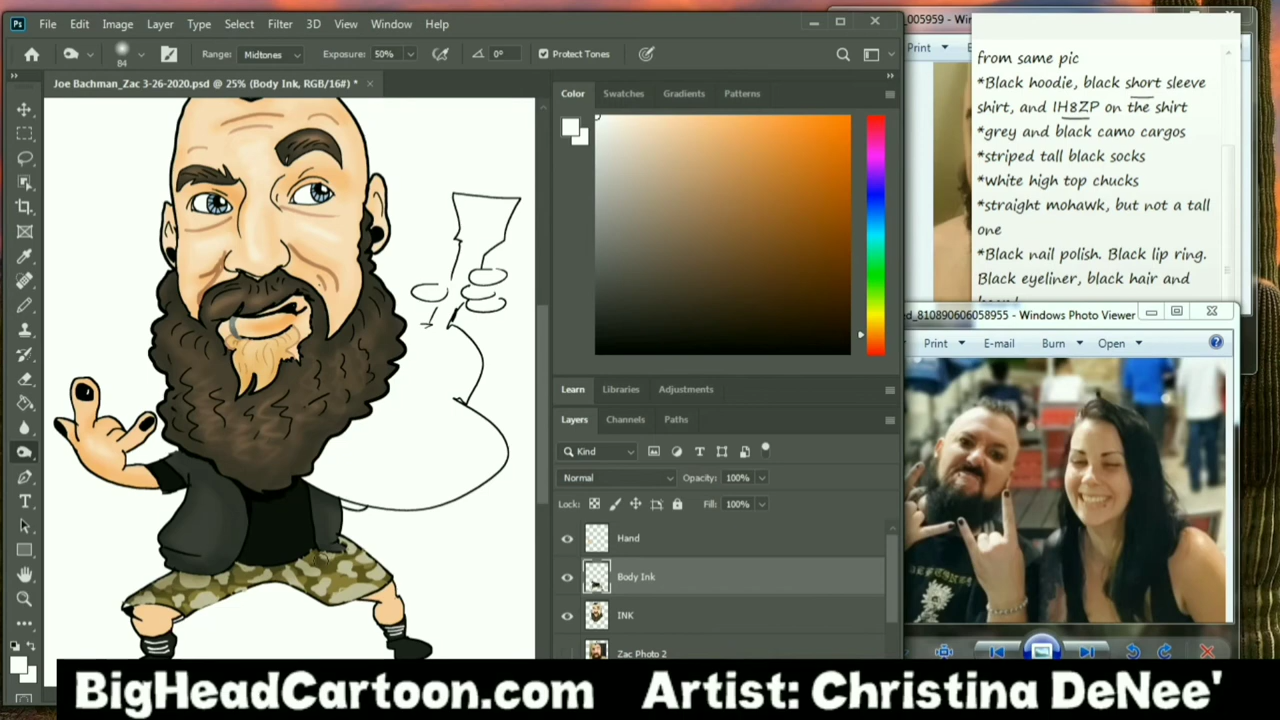 File Edit Image Layer Type Select Filter 3D View Window Help
84 Range: Midtones Exposure: 50% 0° Protect Tones
Joe Bachman_Zac 3-26-2020.psd @ 25% (Body Ink, RGB/16#) *
Color Swatches Gradients Patterns
Learn Libraries Adjustments
Layers Channels Paths
Kind
Normal Opacity: 100%
Lock: Fill: 100%
Hand
Body Ink
INK
Zac Photo 2
Print
from same pic
*Black hoodie, black short sleeve
shirt, and IH8ZP on the shirt
*grey and black camo cargos
*striped tall black socks
*white high top chucks
*straight mohawk, but not a tall
one
*Black nail polish. Black lip ring.
Black eyeliner, black hair and
ed_810890606058955 - Windows Photo Viewer
Print E-mail Burn Open
BigHeadCartoon.com Artist: Christina DeNee'